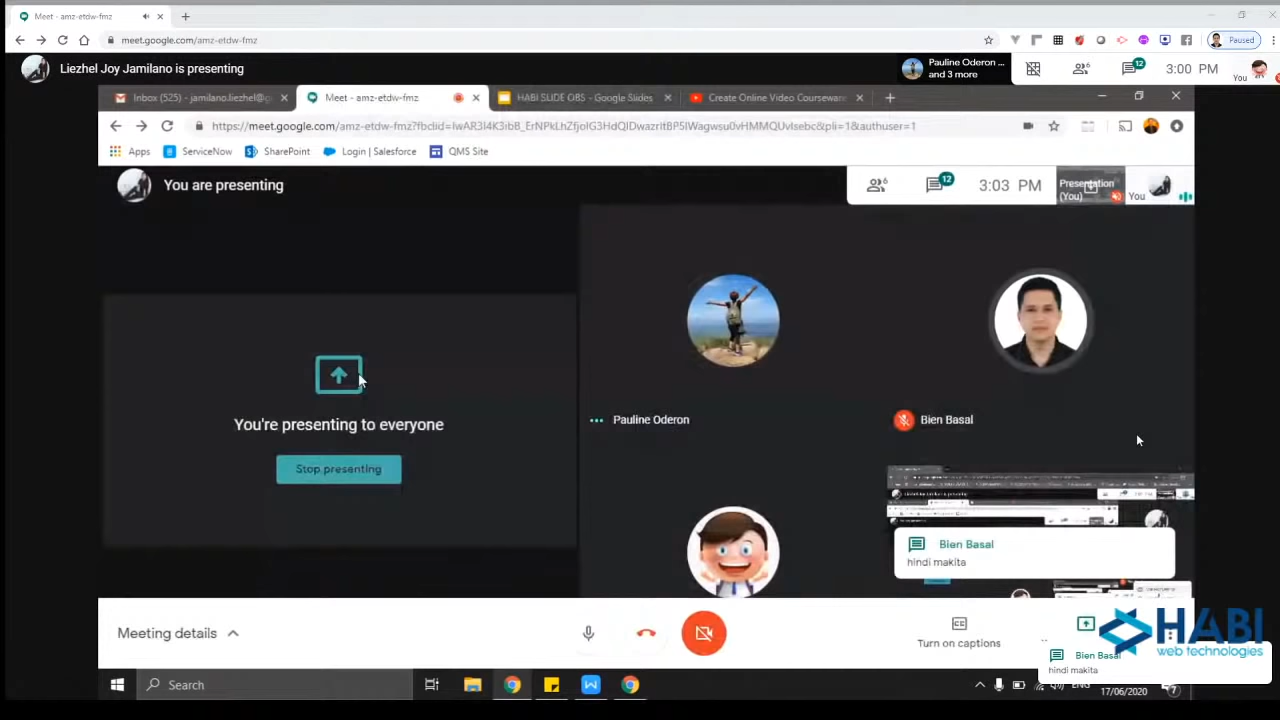 Meet - amz-etdw-fmz
meet.google.com/amz-etdw-fmz
Paused
Liezhel Joy Jamilano is presenting
Pauline Oderon ...
and 3 more
12
3:00 PM
You
Inbox (525) - jamilano.liezhel@g
Meet - amz-etdw-fmz
HABI SLIDE OBS - Google Slides
Create Online Video Courseware
Apps
ServiceNow
SharePoint
Login | Salesforce
QMS Site
You are presenting
6
12
3:03 PM
Presentation
(You)
You
You're presenting to everyone
Stop presenting
Pauline Oderon
Bien Basal
Bien Basal
hindi makita
Meeting details
Turn on captions
HABI
web technologies
Bien Basal
hindi makita
Search
ENG
17/06/2020
7